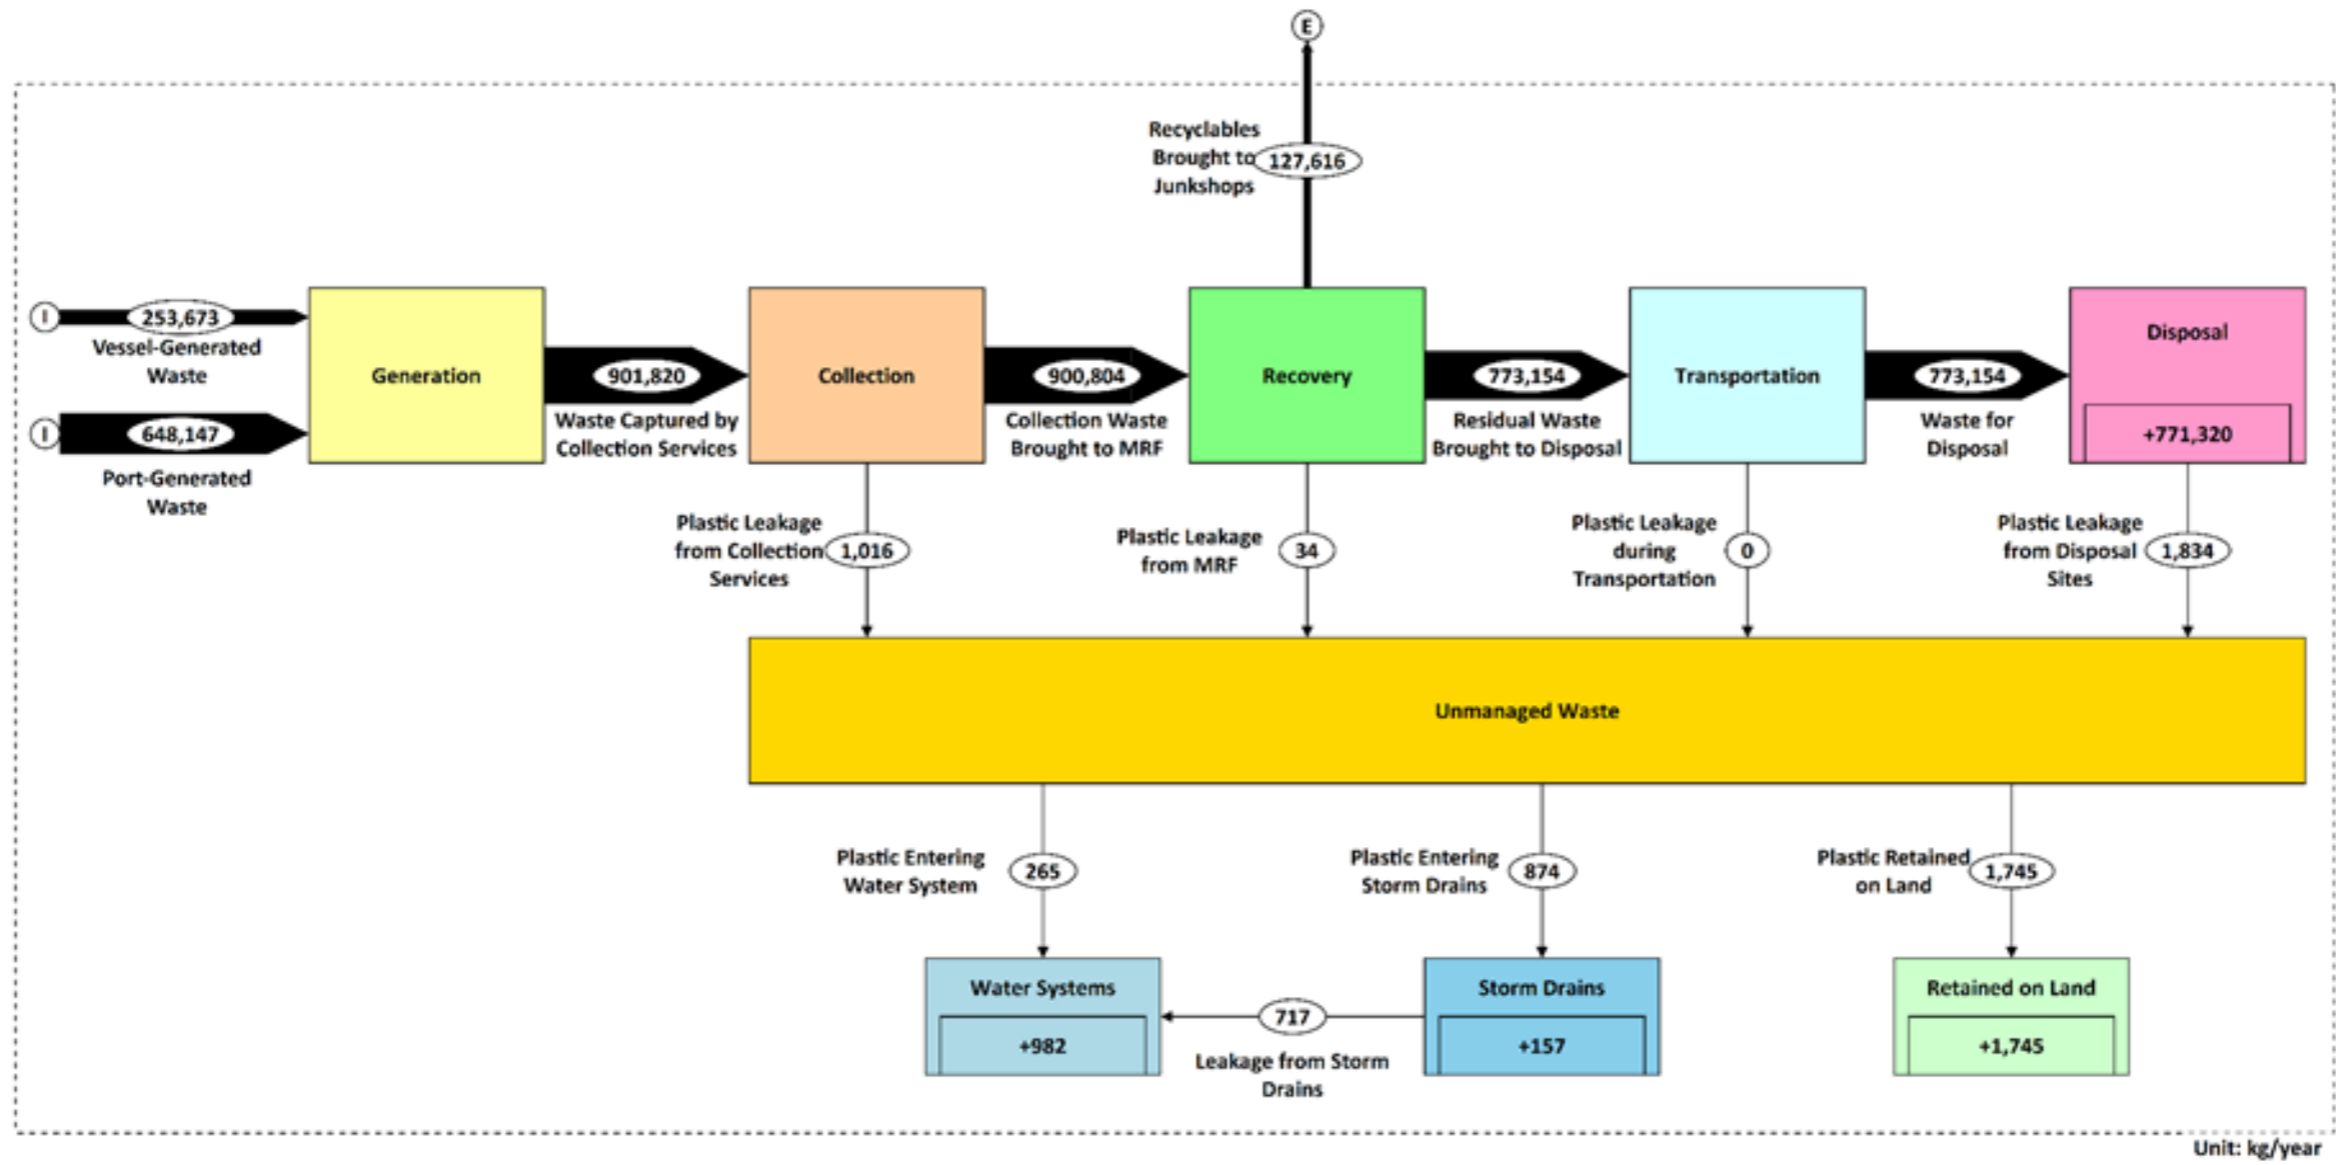 E
Recyclables
Brought to
Junkshops
127,616
I
253,673
Vessel-Generated
Waste
I
648,147
Port-Generated
Waste
Generation
901,820
Waste Captured by
Collection Services
Collection
900,804
Collection Waste
Brought to MRF
Recovery
773,154
Residual Waste
Brought to Disposal
Transportation
773,154
Waste for
Disposal
Disposal
+771,320
Plastic Leakage
from Collection
Services
1,016
Plastic Leakage
from MRF
34
Plastic Leakage
during
Transportation
0
Plastic Leakage
from Disposal
Sites
1,834
Unmanaged Waste
Plastic Entering
Water System
265
Plastic Entering
Storm Drains
874
Plastic Retained
on Land
1,745
Water Systems
+982
717
Leakage from Storm
Drains
Storm Drains
+157
Retained on Land
+1,745
Unit: kg/year